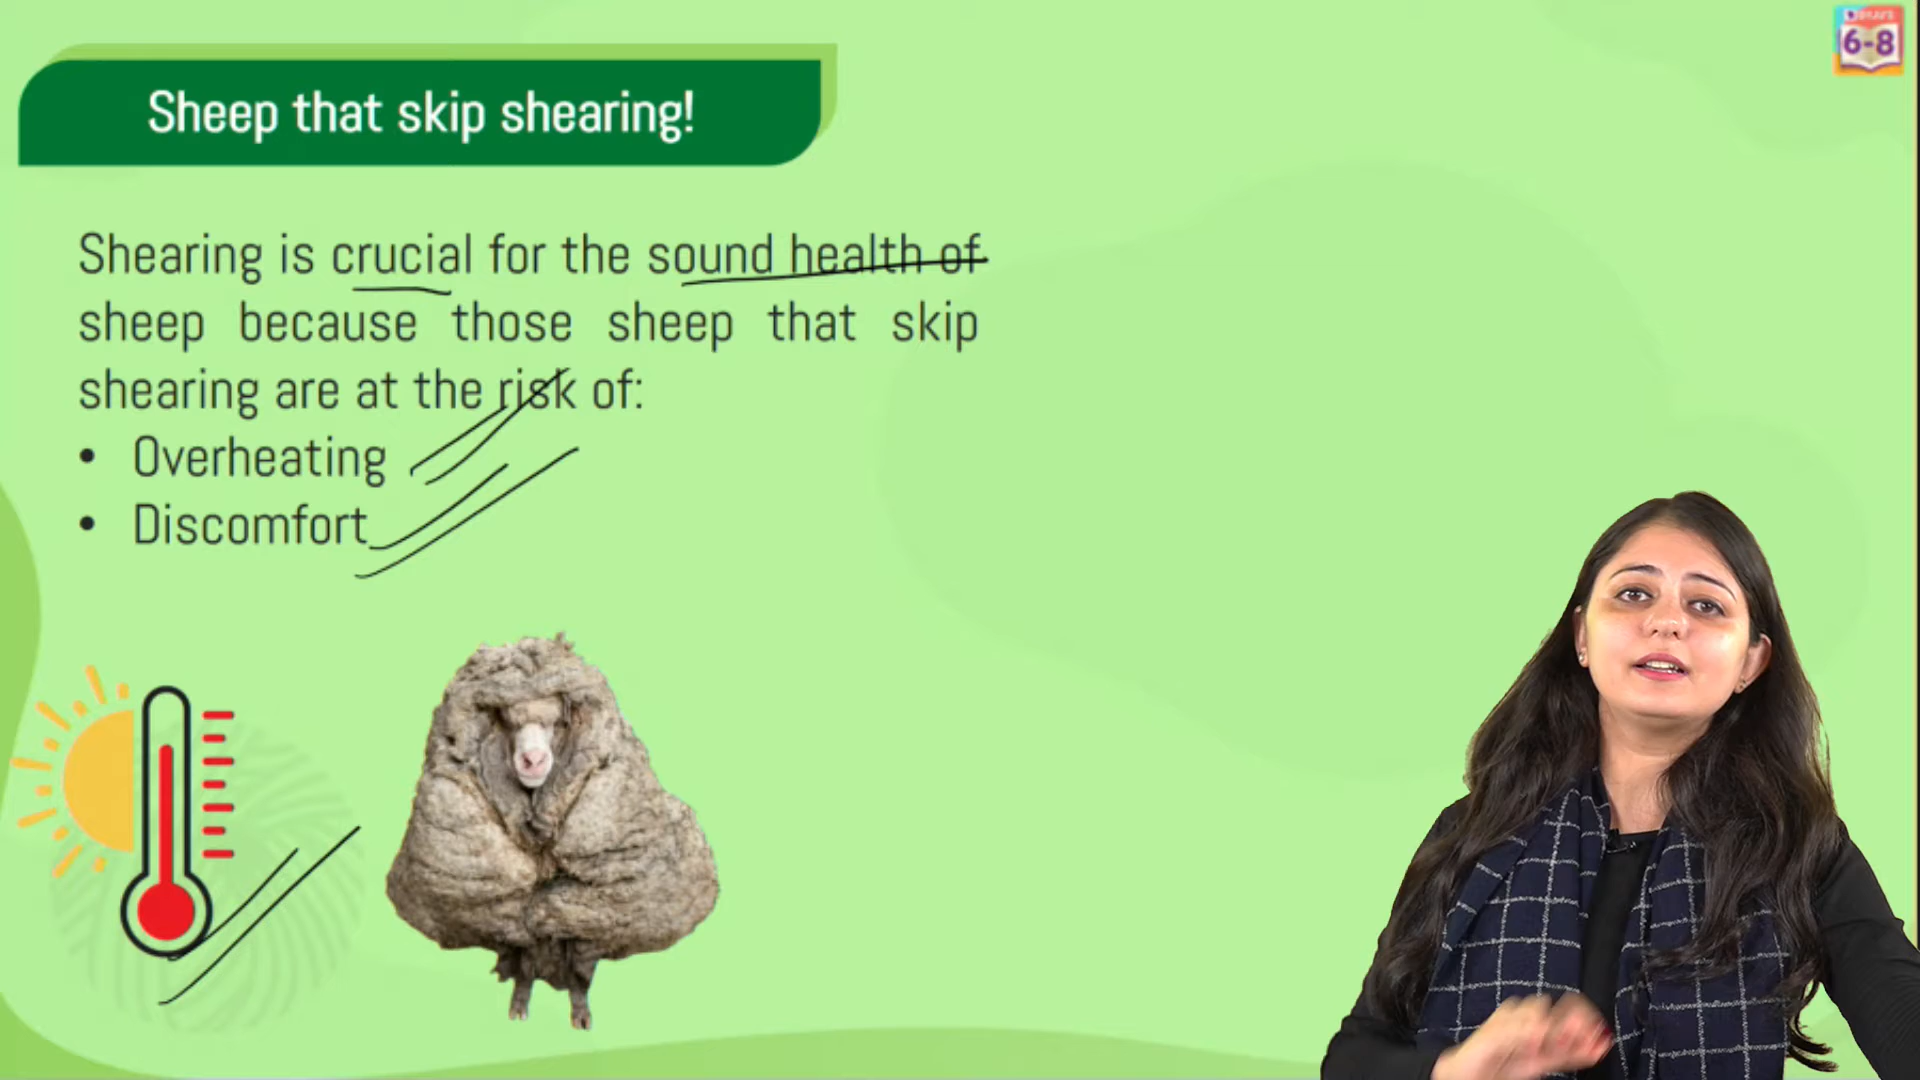 6-8
Sheep that skip shearing!
Shearing is crucial for the sound health of
sheep because those sheep that skip
shearing are at the risk of:
• Overheating
• Discomfort